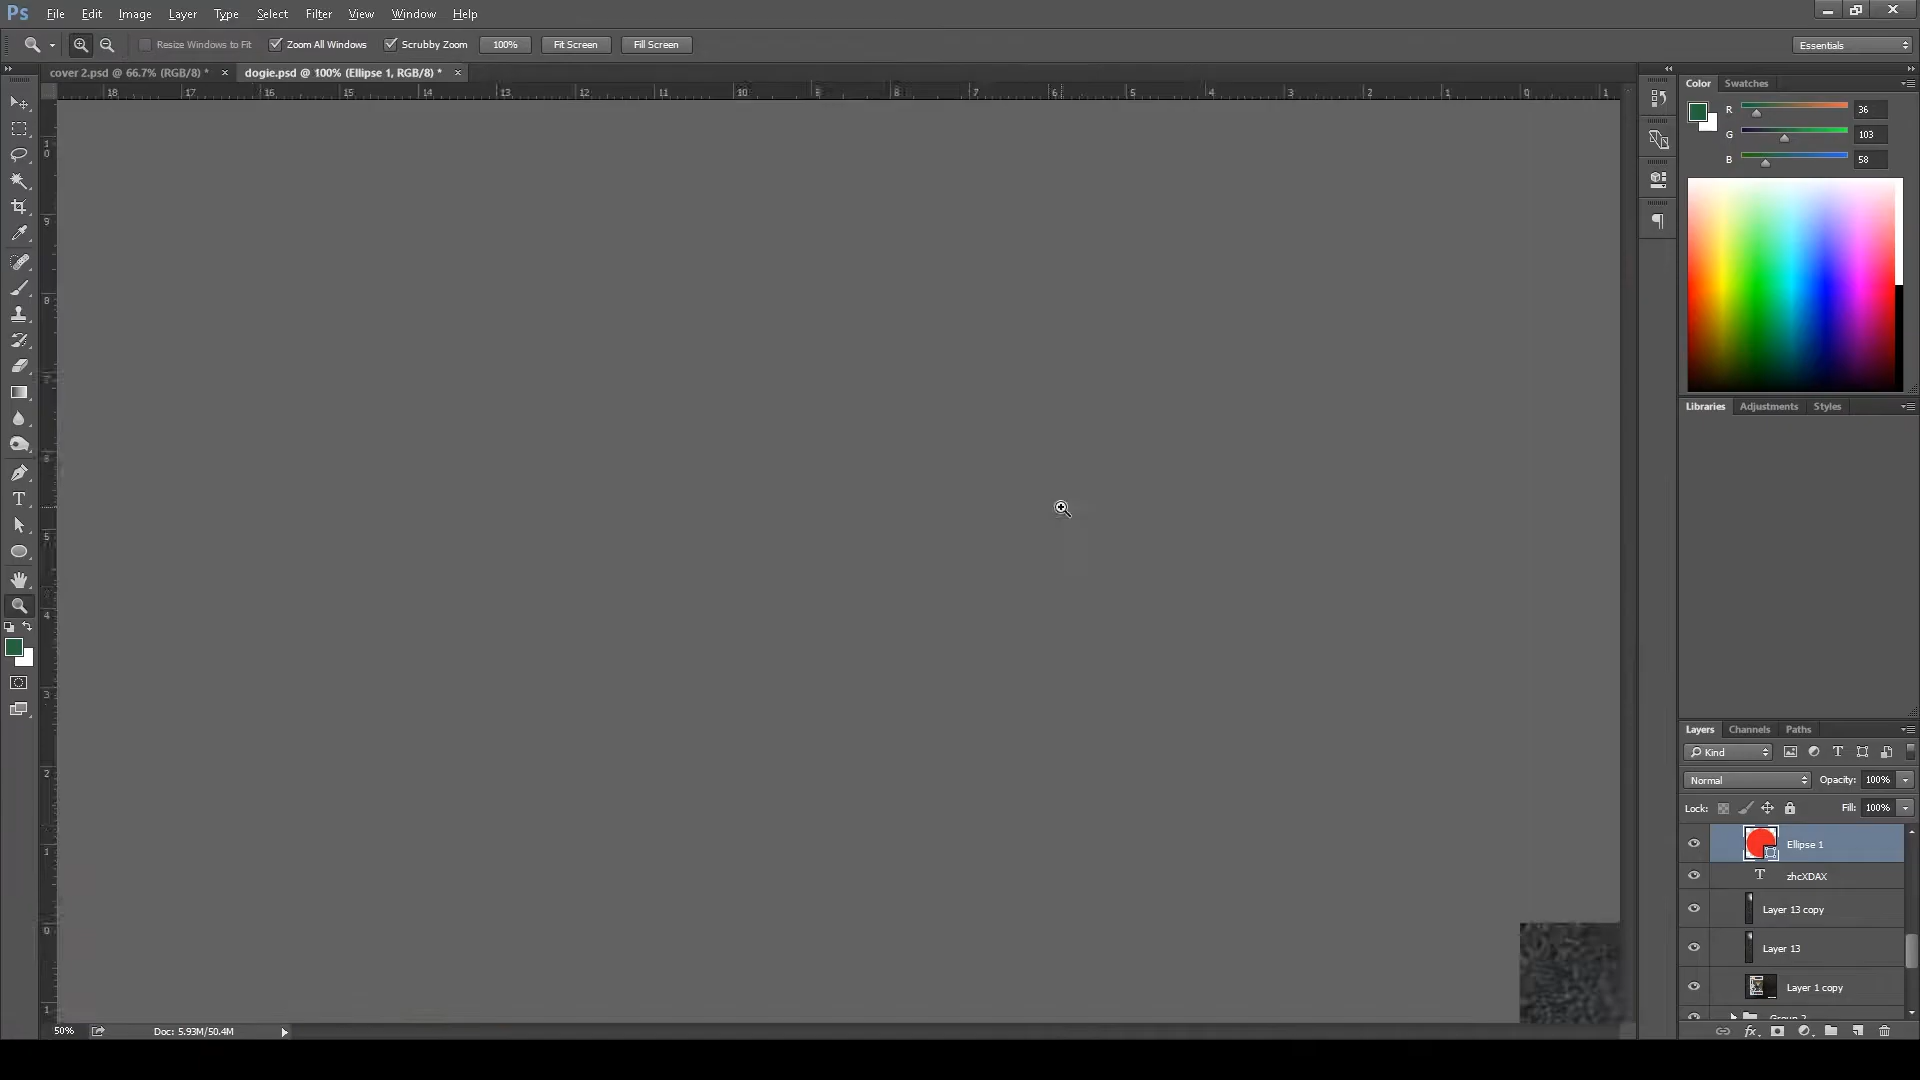 Ps File Edit Image Layer Type Select Filter View Window Help
Resize Windows to Fit Zoom All Windows Scrubby Zoom 100% Fit Screen Fill Screen Essentials
cover 2.psd @ 66.7% (RGB/8) * × dogie.psd @ 100% (Ellipse 1, RGB/8) * ×
18 17 16 15 14 13 12 11 10 9 8 7 6 5 4 3 2 1 0 1
Color Swatches
R 36
G 103
B 58
Libraries Adjustments Styles
Layers Channels Paths
Kind
Normal Opacity: 100%
Lock: Fill: 100%
Ellipse 1
zhcXDAX
Layer 13 copy
Layer 13
Layer 1 copy
Group 2
50% Doc: 5.93M/50.4M